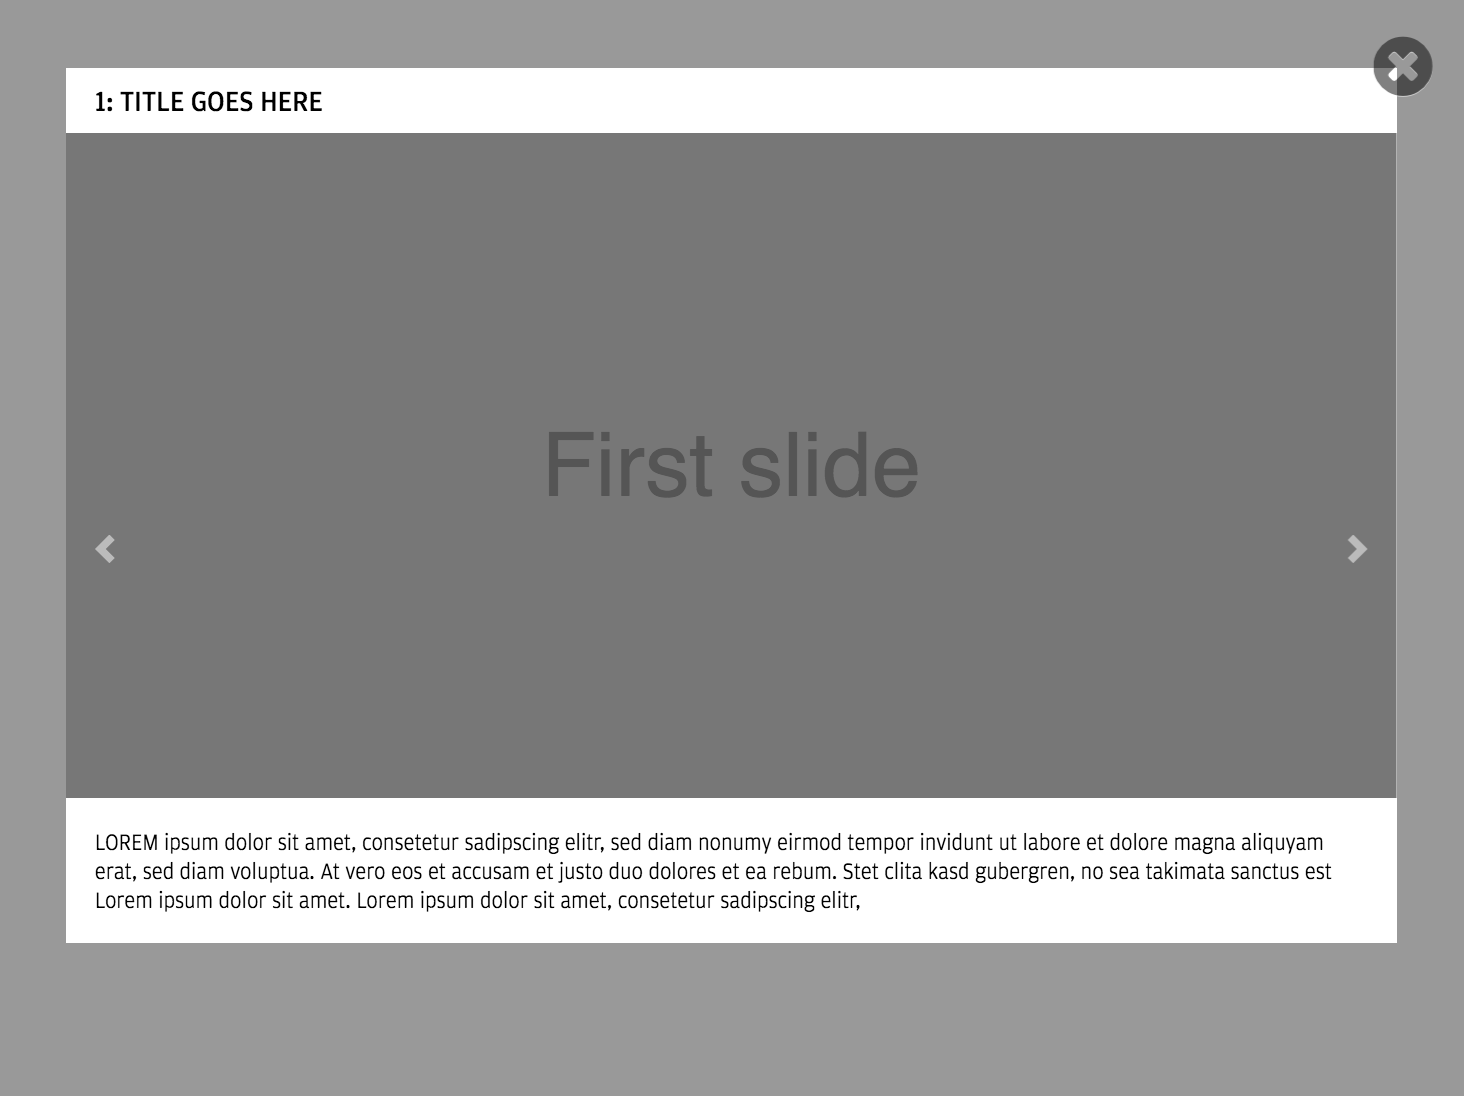 1: TITLE GOES HERE
First slide
LOREM ipsum dolor sit amet, consetetur sadipscing elitr, sed diam nonumy eirmod tempor invidunt ut labore et dolore magna aliquyam
erat, sed diam voluptua. At vero eos et accusam et justo duo dolores et ea rebum. Stet clita kasd gubergren, no sea takimata sanctus est
Lorem ipsum dolor sit amet. Lorem ipsum dolor sit amet, consetetur sadipscing elitr,